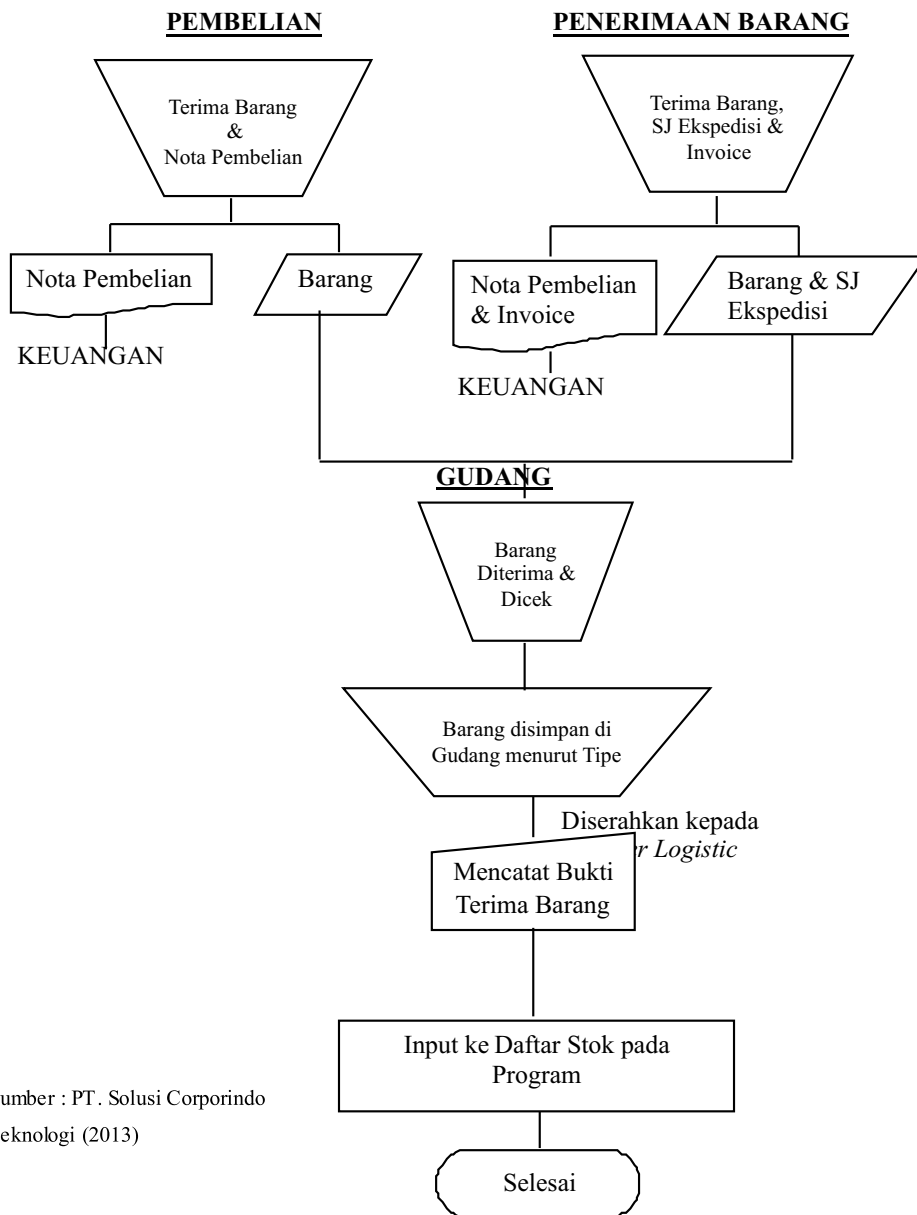 PEMBELIAN
Terima Barang
&
Nota Pembelian
Nota Pembelian
Barang
KEUANGAN
PENERIMAAN BARANG
Terima Barang,
SJ Ekspedisi &
Invoice
Nota Pembelian
& Invoice
Barang & SJ
Ekspedisi
KEUANGAN
GUDANG
Barang
Diterima &
Dicek
Barang disimpan di
Gudang menurut Tipe
Diserahkan kepada
Logistic
Mencatat Bukti
Terima Barang
Input ke Daftar Stok pada
Program
umber : PT. Solusi Corporindo
eknologi (2013)
Selesai